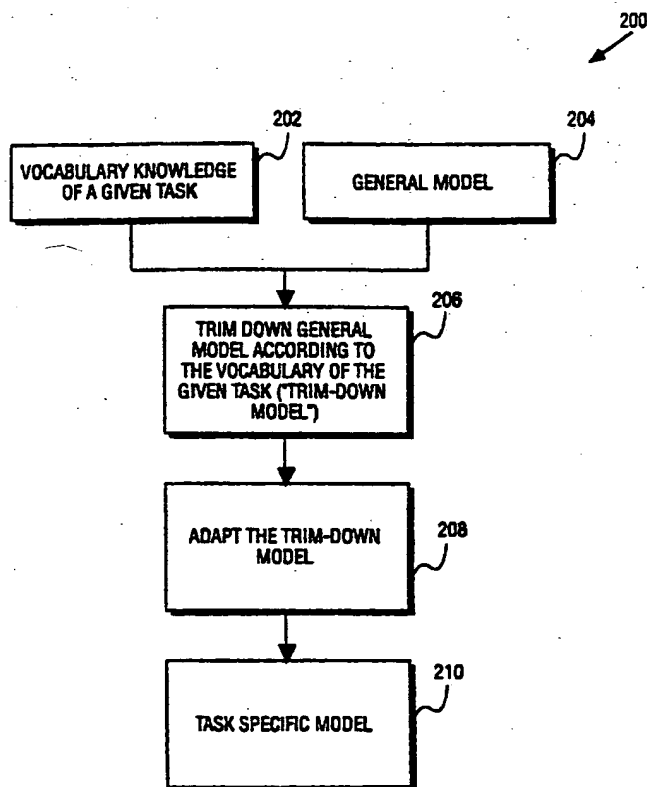 200
202
204
VOCABULARY KNOWLEDGE
OF A GIVEN TASK
GENERAL MODEL
206
TRIM DOWN GENERAL
MODEL ACCORDING TO
THE VOCABULARY OF THE
GIVEN TASK ("TRIM-DOWN
MODEL")
208
ADAPT THE TRIM-DOWN
MODEL
210
TASK SPECIFIC MODEL